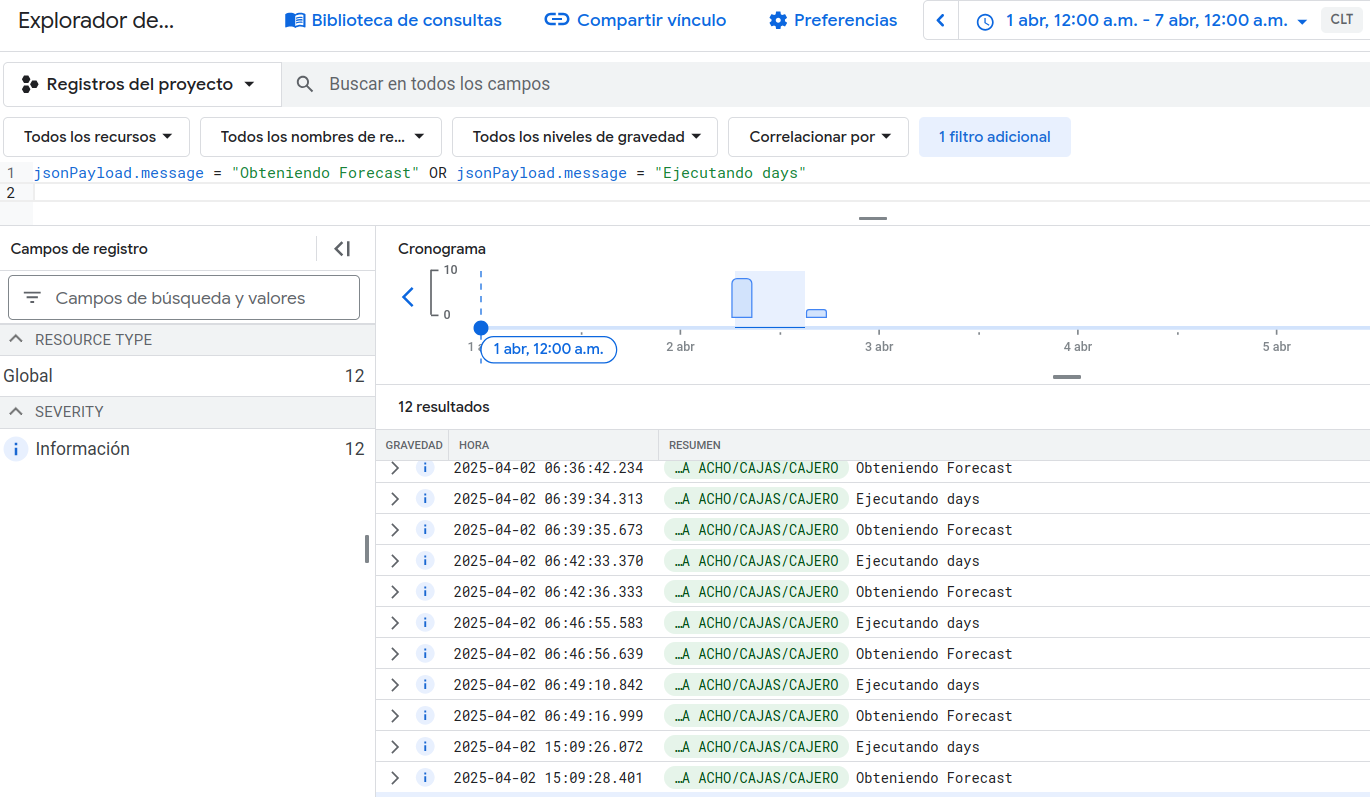 Explorador de...
Biblioteca de consultas
Compartir vínculo
Preferencias
1 abr, 12:00 a.m. - 7 abr, 12:00 a.m.
CLT
Registros del proyecto
Buscar en todos los campos
Todos los recursos
Todos los nombres de re...
Todos los niveles de gravedad
Correlacionar por
1 filtro adicional
1 jsonPayload.message = "Obteniendo Forecast" OR jsonPayload.message = "Ejecutando days"
2
Campos de registro
Campos de búsqueda y valores
RESOURCE TYPE
Global 12
SEVERITY
Información 12
Cronograma
10
0
1 abr, 12:00 a.m.
2 abr
3 abr
4 abr
5 abr
12 resultados
GRAVEDAD HORA RESUMEN
2025-04-02 06:36:42.234 …A ACHO/CAJAS/CAJERO Obteniendo Forecast
2025-04-02 06:39:34.313 …A ACHO/CAJAS/CAJERO Ejecutando days
2025-04-02 06:39:35.673 …A ACHO/CAJAS/CAJERO Obteniendo Forecast
2025-04-02 06:42:33.370 …A ACHO/CAJAS/CAJERO Ejecutando days
2025-04-02 06:42:36.333 …A ACHO/CAJAS/CAJERO Obteniendo Forecast
2025-04-02 06:46:55.583 …A ACHO/CAJAS/CAJERO Ejecutando days
2025-04-02 06:46:56.639 …A ACHO/CAJAS/CAJERO Obteniendo Forecast
2025-04-02 06:49:10.842 …A ACHO/CAJAS/CAJERO Ejecutando days
2025-04-02 06:49:16.999 …A ACHO/CAJAS/CAJERO Obteniendo Forecast
2025-04-02 15:09:26.072 …A ACHO/CAJAS/CAJERO Ejecutando days
2025-04-02 15:09:28.401 …A ACHO/CAJAS/CAJERO Obteniendo Forecast